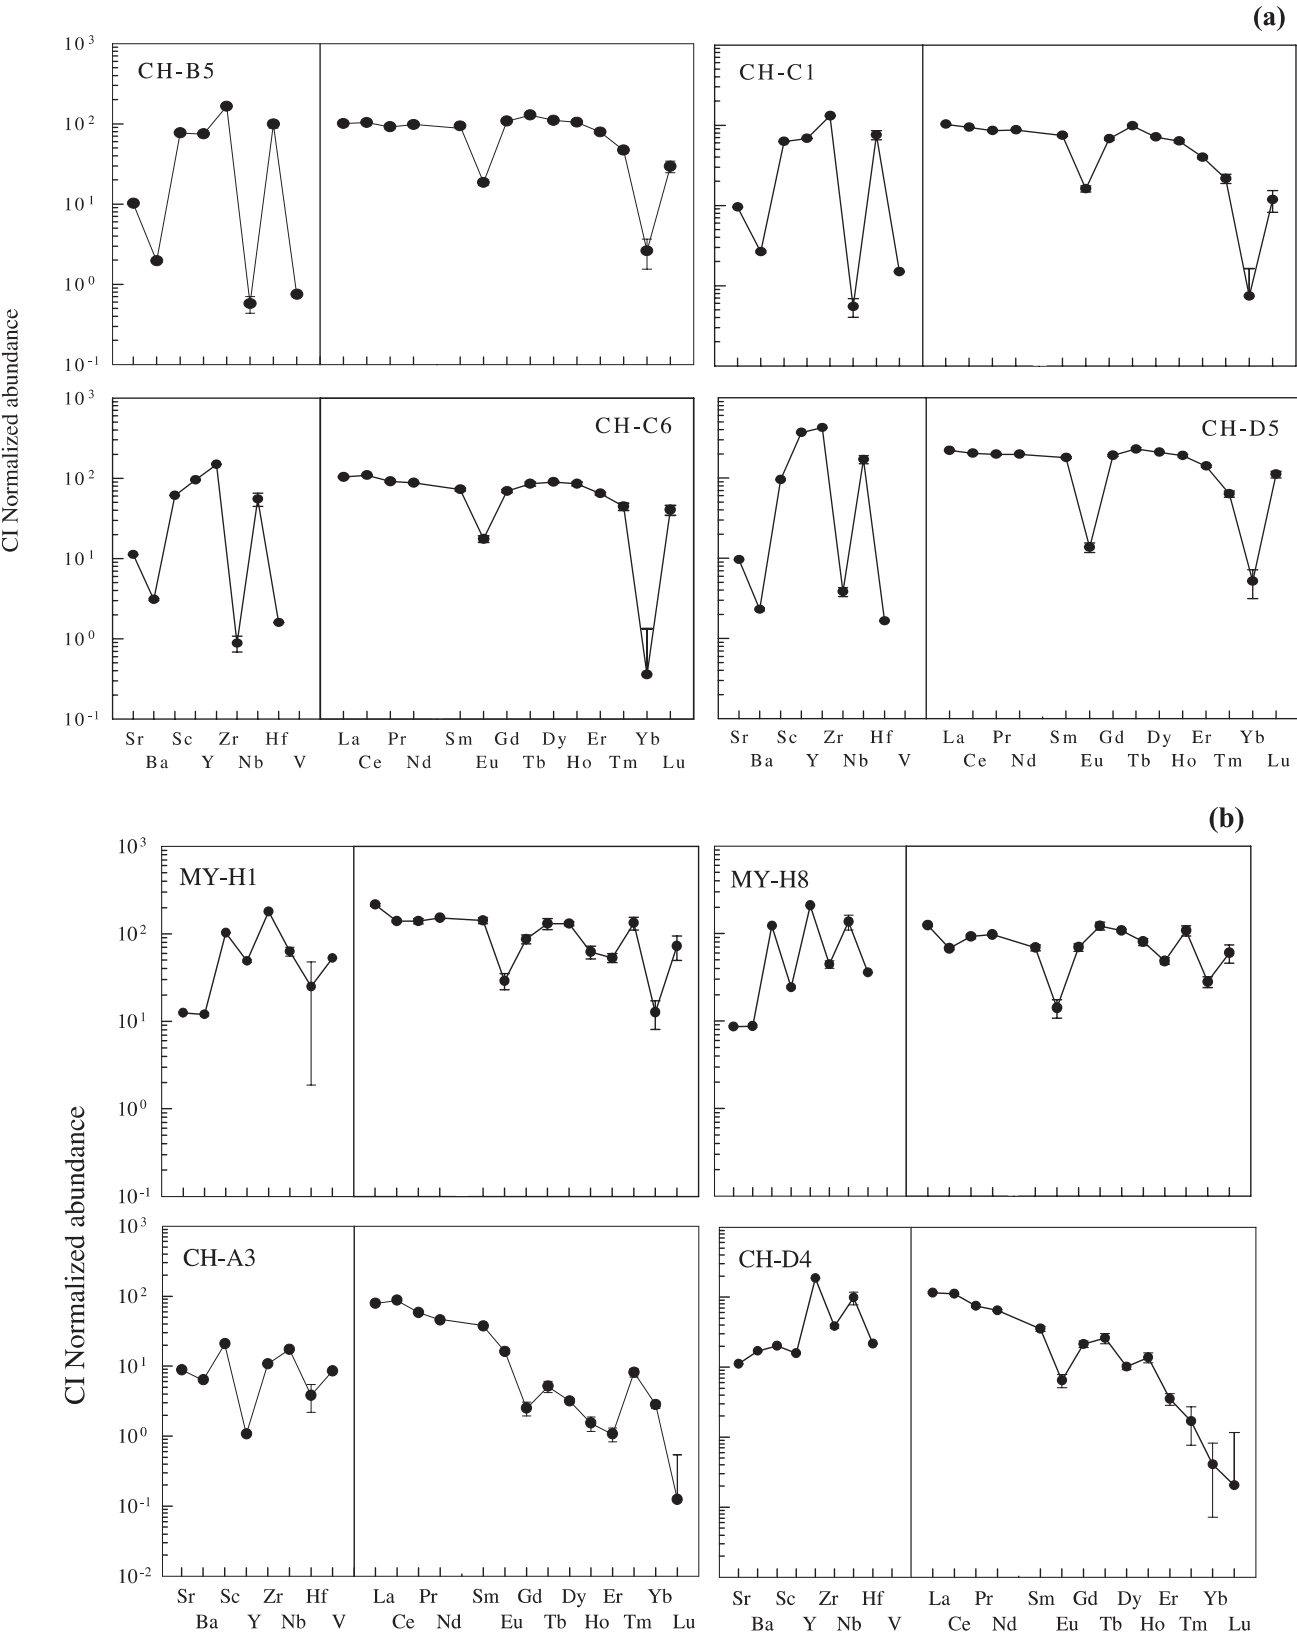 (a)
CH-B5
CH-C1
10³
10²
10¹
10⁰
10⁻¹
CI Normalized abundance
CH-C6
CH-D5
10³
10²
10¹
10⁰
10⁻¹
Sr Sc Zr Hf La Pr Sm Gd Dy Er Yb Sr Sc Zr Hf La Pr Sm Gd Dy Er Yb
Ba Y Nb V Ce Nd Eu Tb Ho Tm Lu Ba Y Nb V Ce Nd Eu Tb Ho Tm Lu
(b)
MY-H1
MY-H8
10³
10²
10¹
10⁰
10⁻¹
CI Normalized abundance
CH-A3
CH-D4
10³
10²
10¹
10⁰
10⁻¹
10⁻²
Sr Sc Zr Hf La Pr Sm Gd Dy Er Yb Sr Sc Zr Hf La Pr Sm Gd Dy Er Yb
Ba Y Nb V Ce Nd Eu Tb Ho Tm Lu Ba Y Nb V Ce Nd Eu Tb Ho Tm Lu